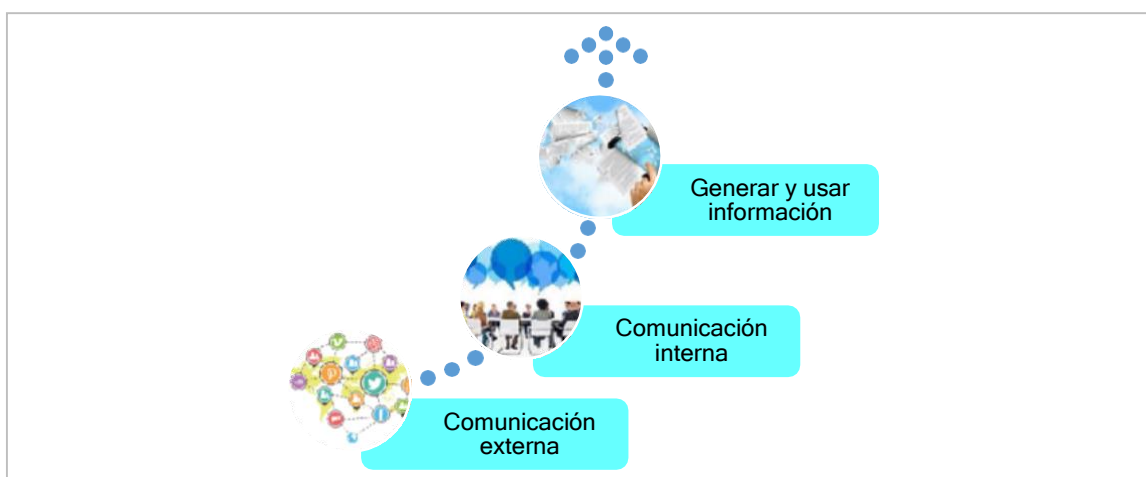 Generar y usar
información
Comunicación
interna
Comunicación
externa